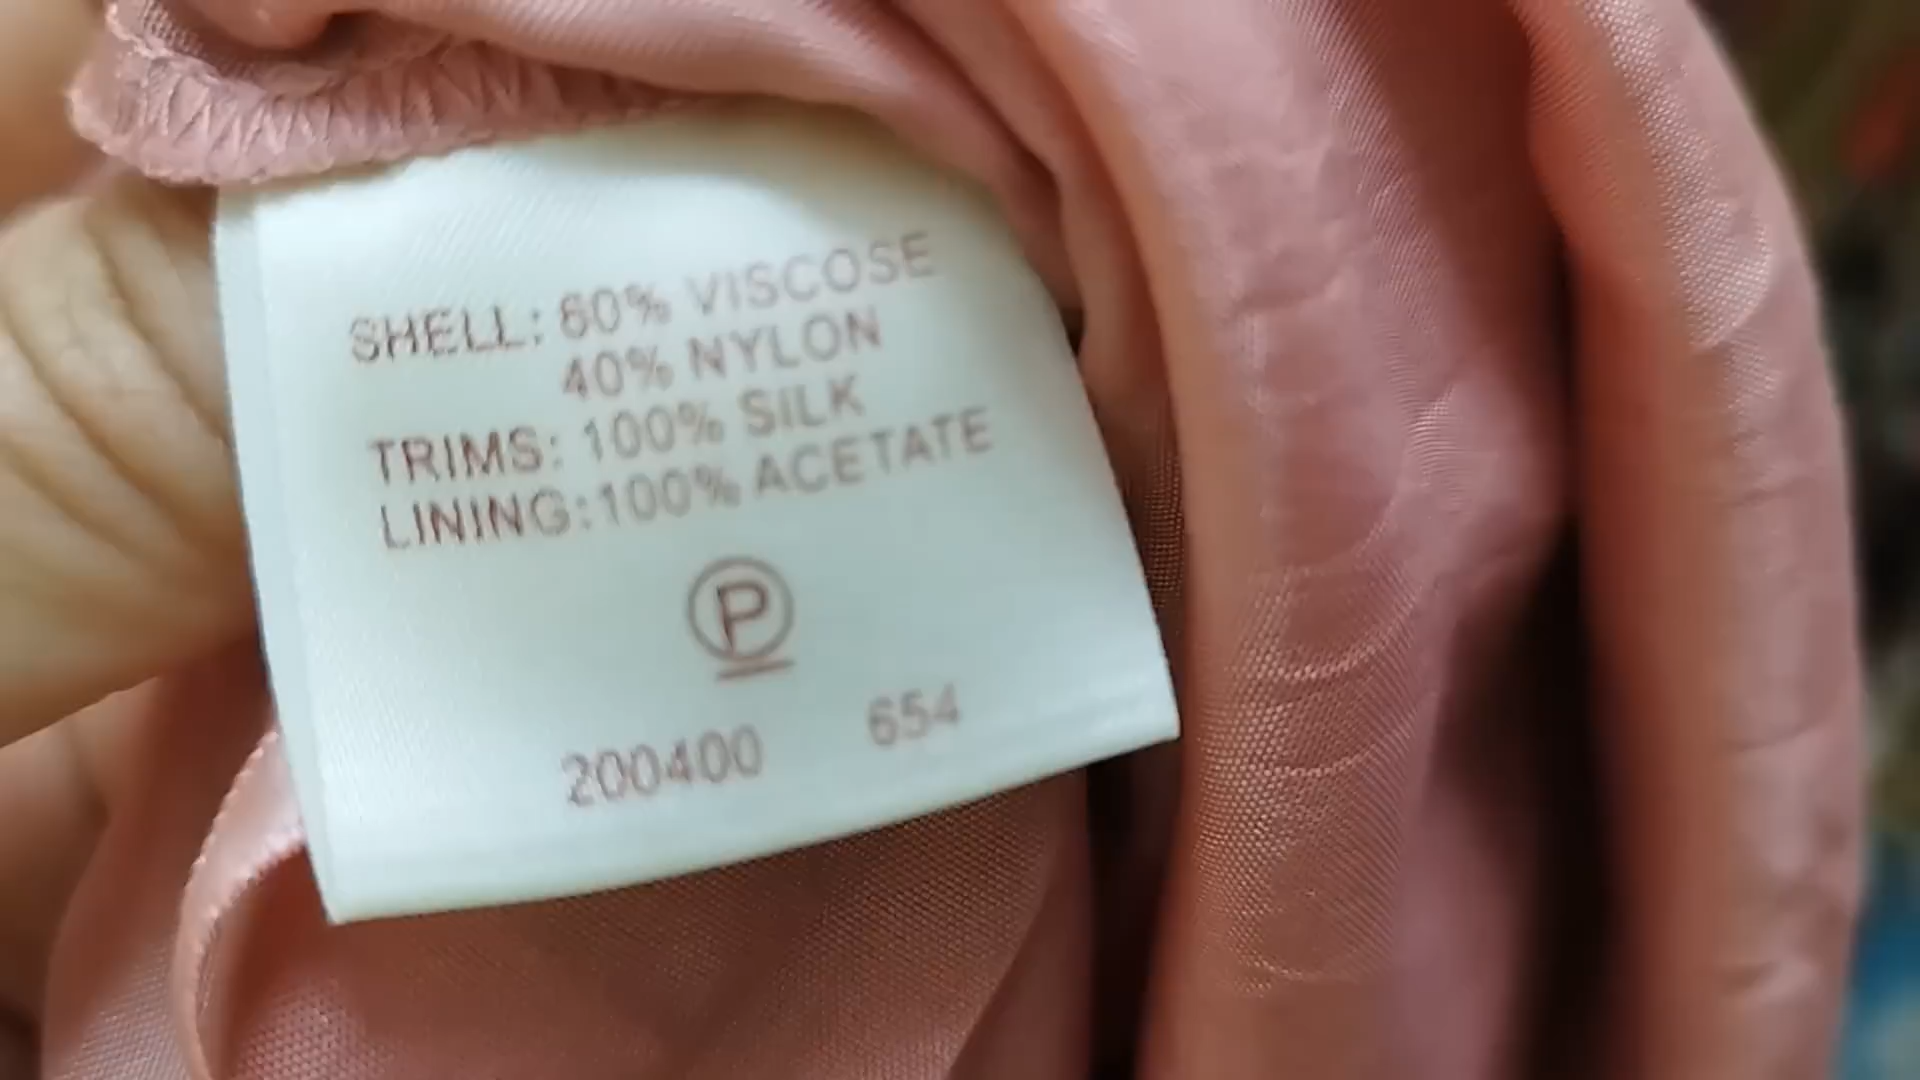 SHELL: 60% VISCOSE
40% NYLON
TRIMS: 100% SILK
LINING: 100% ACETATE
P
200400 654